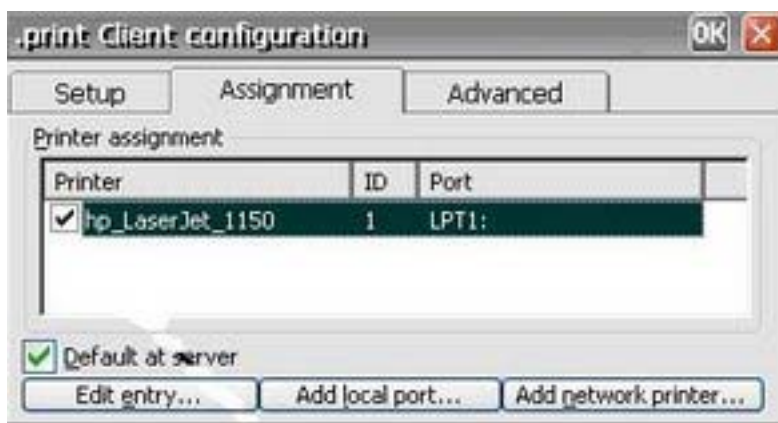 .print Client configuration OK
Setup Assignment Advanced
Printer assignment
Printer ID Port
hp_LaserJet_1150 1 LPT1:
Default at server
Edit entry... Add local port... Add network printer...